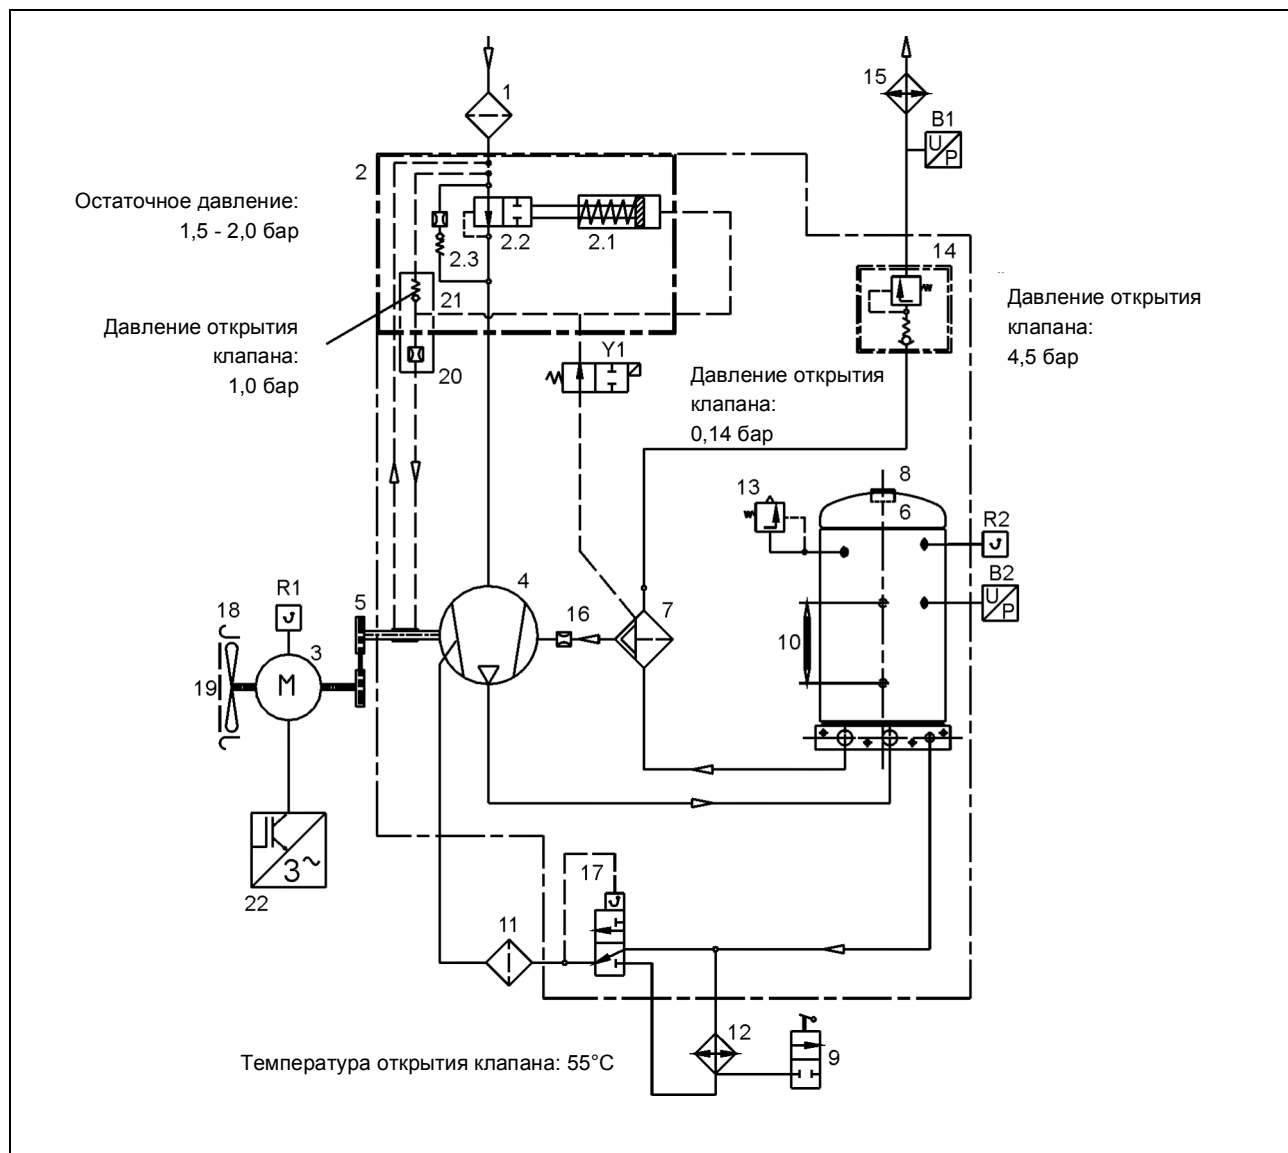 1
15
B1
U
P
2
Остаточное давление:
1,5 - 2,0 бар
2.3
2.2
2.1
14
21
Давление открытия
клапана:
1,0 бар
20
Y1
Давление открытия
клапана:
4,5 бар
Давление открытия
клапана:
0,14 бар
8
13
6
R2
B2
U
P
R1
18
5
4
16
7
10
3
19
M
3~
22
17
11
12
9
Температура открытия клапана: 55°C